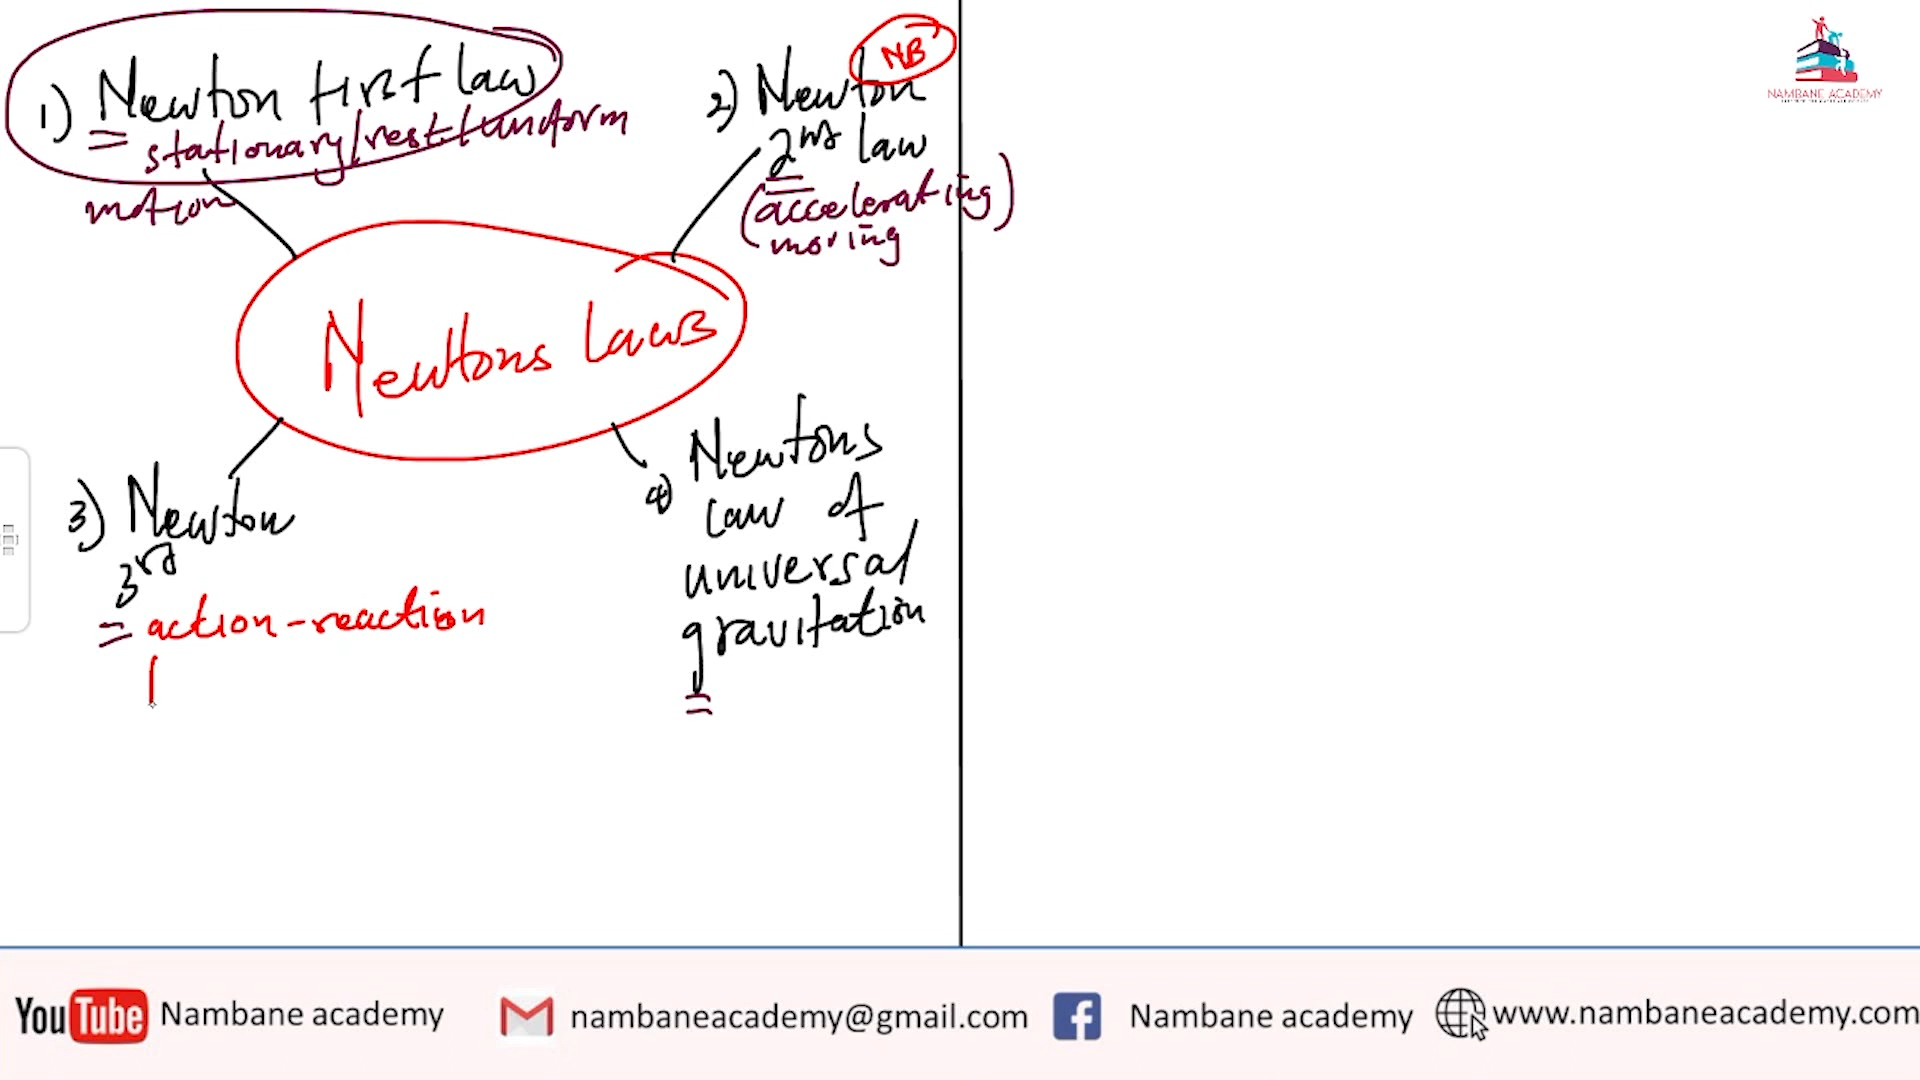 1) Newton first law
stationary/rest/uniform
motion
NB
2) Newton
2nd law
(accelerating)
moving
Newtons Laws
3) Newton
3rd
action-reaction
4) Newtons
law of
universal
gravitation
NAMBANE ACADEMY
YouTube Nambane academy
nambaneacademy@gmail.com
f Nambane academy
www.nambaneacademy.com